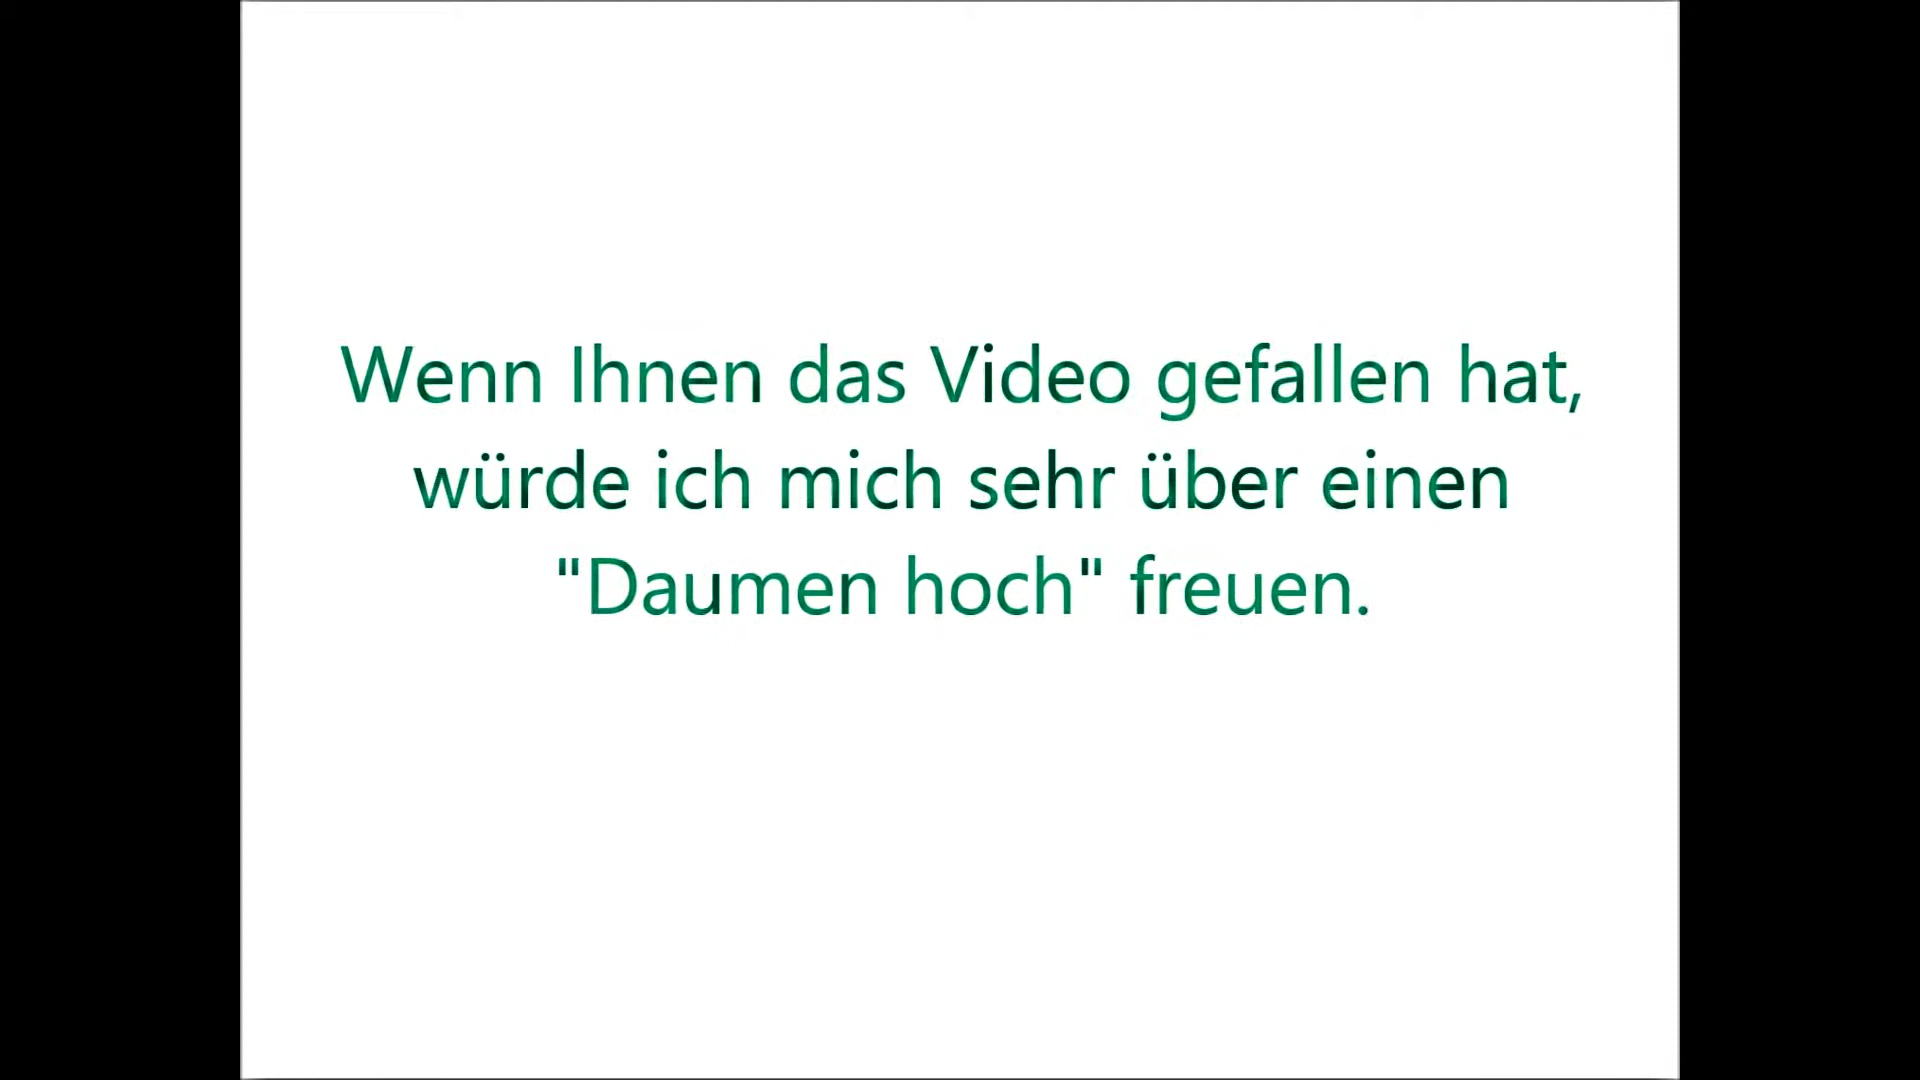 Wenn Ihnen das Video gefallen hat,
würde ich mich sehr über einen
"Daumen hoch" freuen.